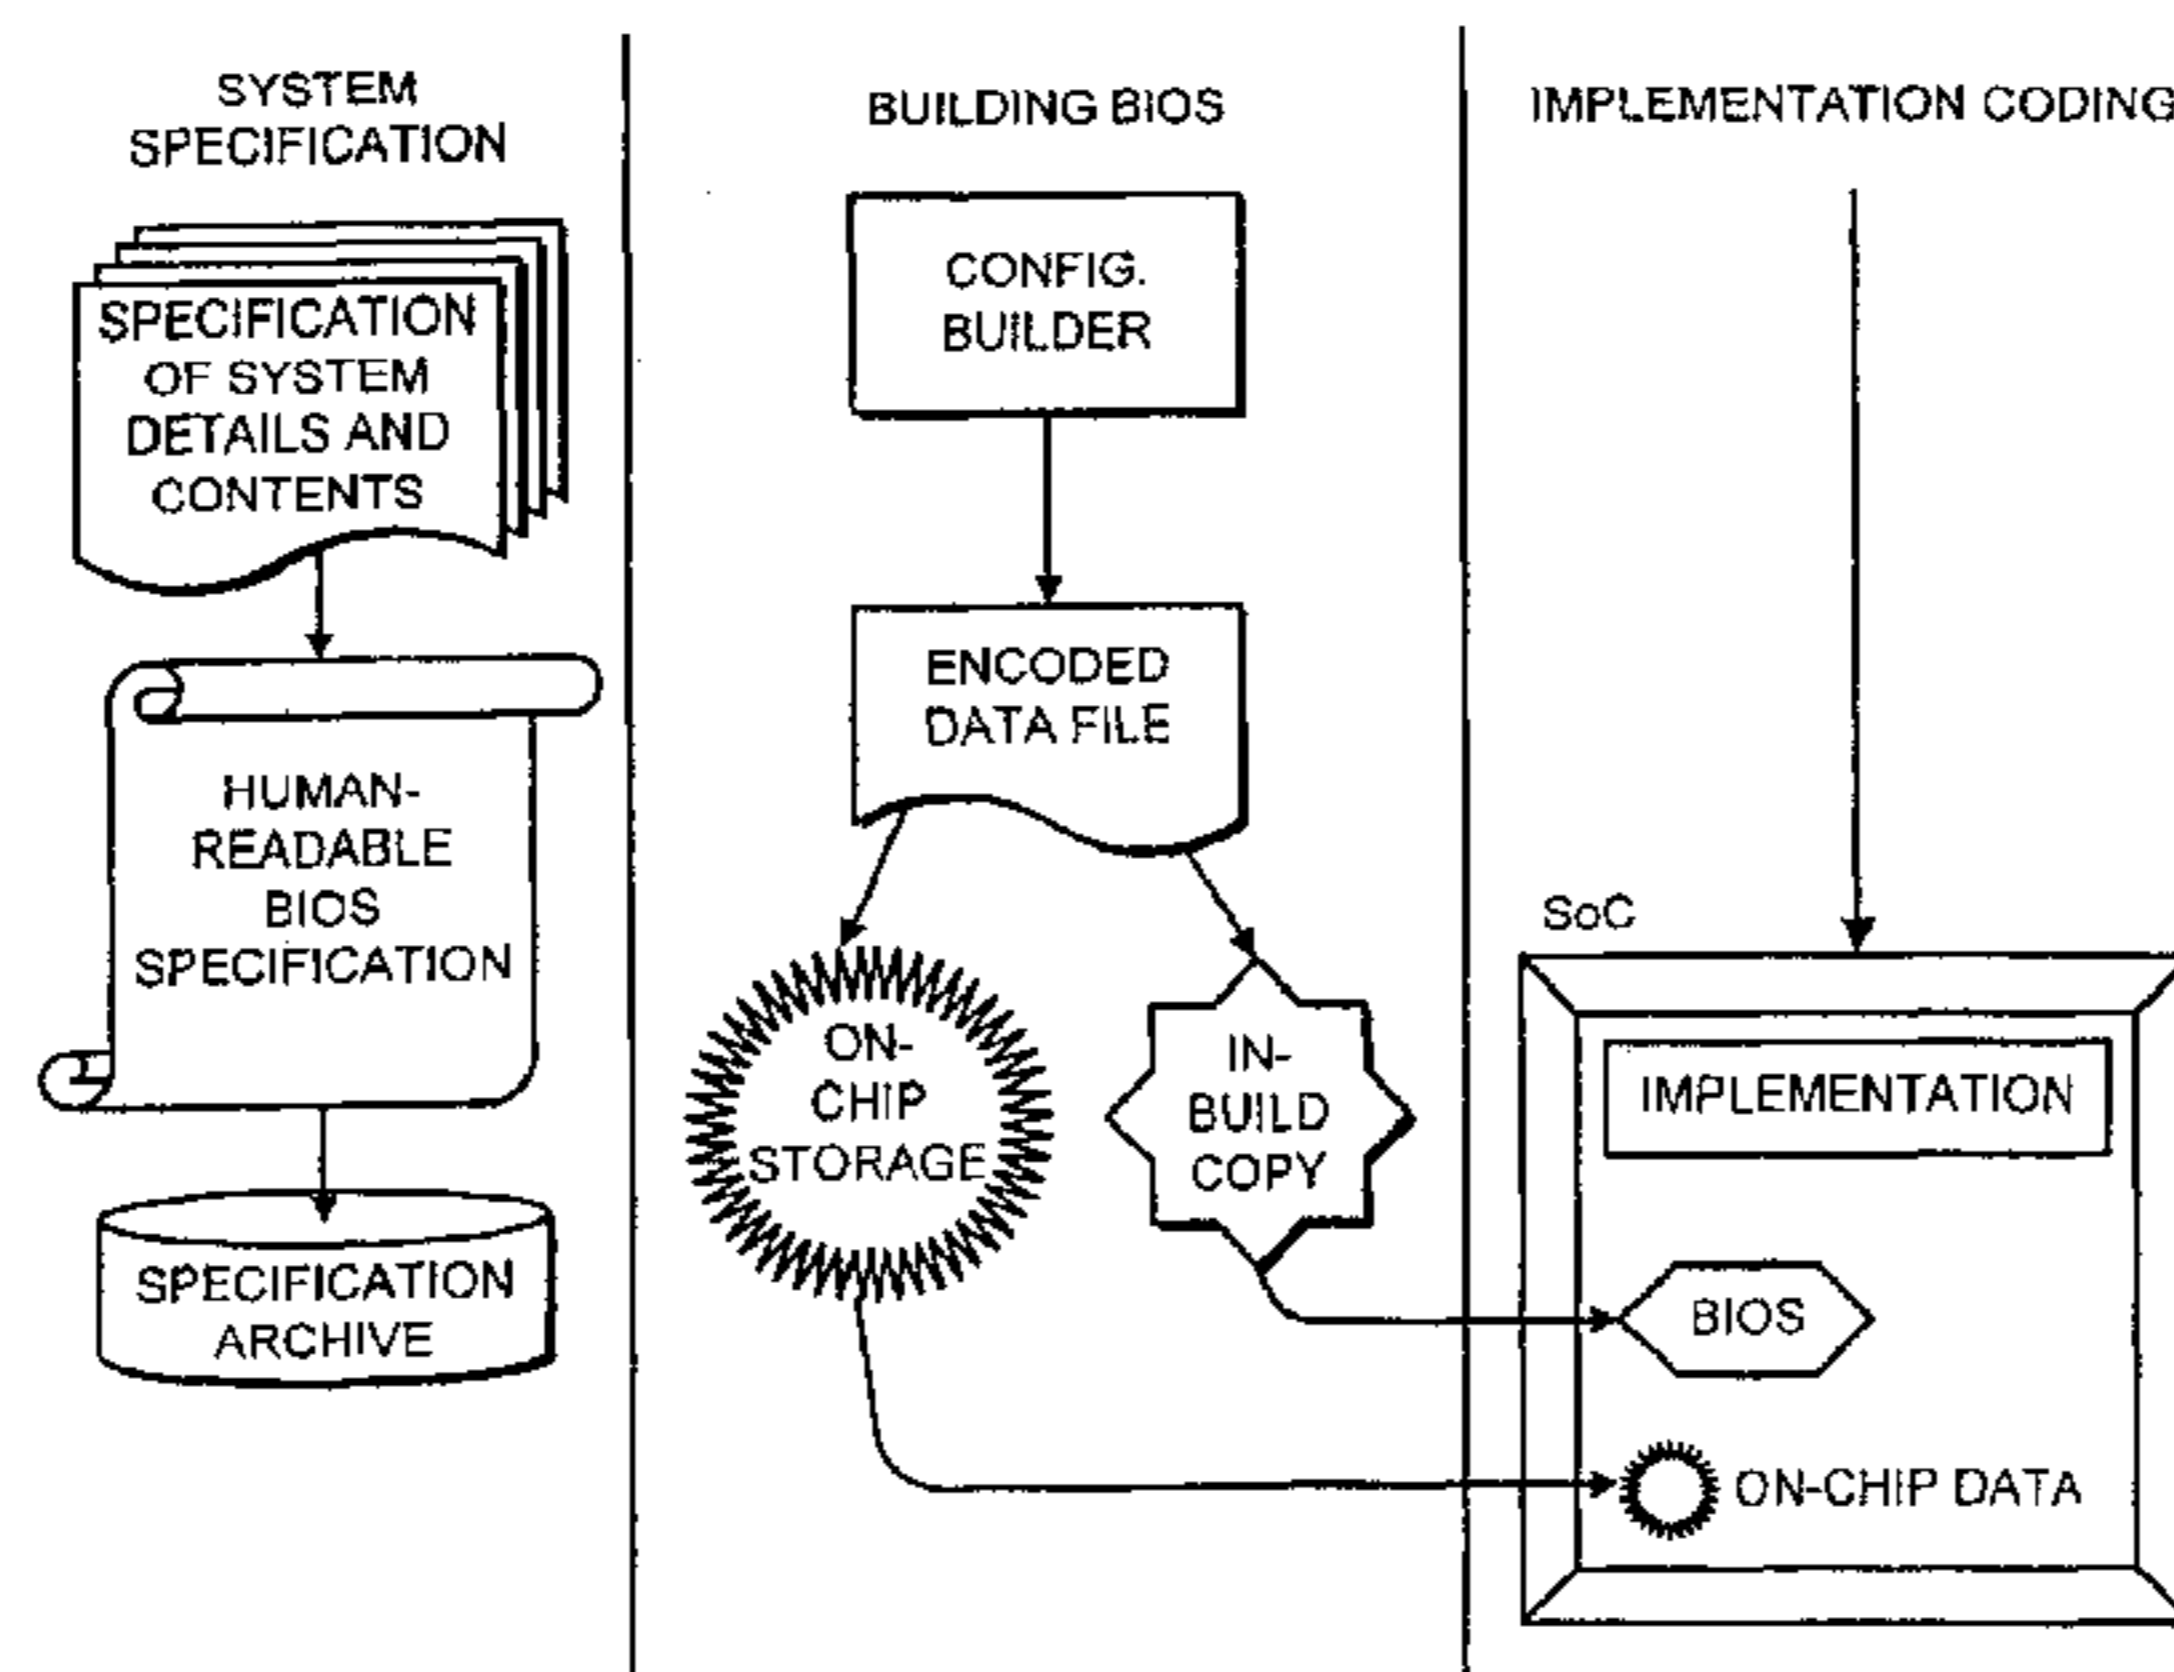 SYSTEM
SPECIFICATION
SPECIFICATION
OF SYSTEM
DETAILS AND
CONTENTS
HUMAN-
READABLE
BIOS
SPECIFICATION
SPECIFICATION
ARCHIVE
BUILDING BIOS
CONFIG.
BUILDER
ENCODED
DATA FILE
ON-
CHIP
STORAGE
IN-
BUILD
COPY
IMPLEMENTATION CODING
SoC
IMPLEMENTATION
BIOS
ON-CHIP DATA